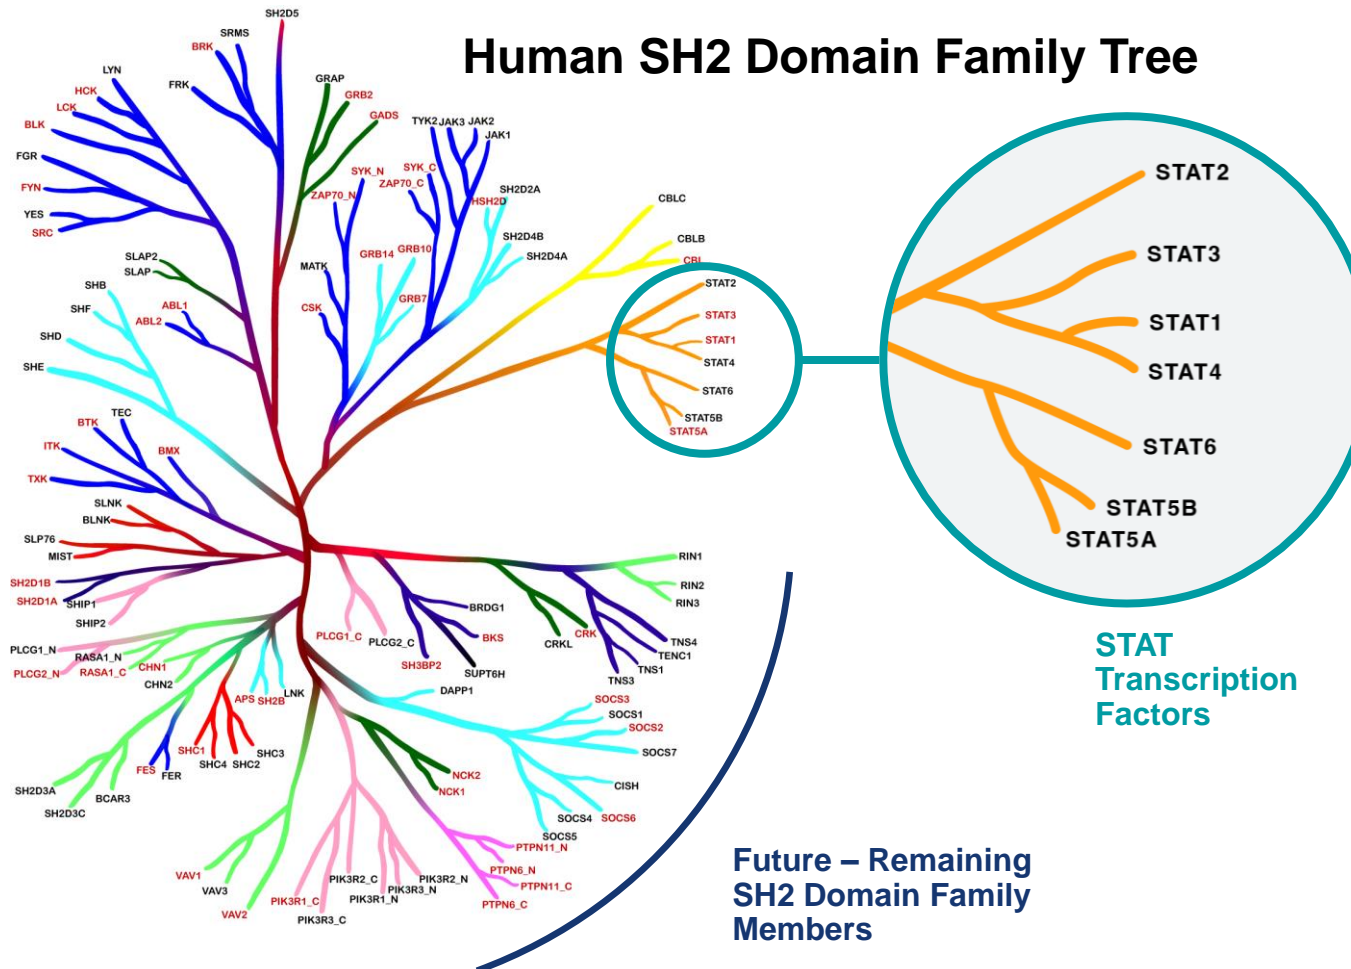 Human SH2 Domain Family Tree
SH2D5
SRMS
BRK
FRK
LYN
HCK
LCK
BLK
FGR
FYN
YES
SRC
GRAP
GRB2
GADS
TYK2
JAK3
JAK2
JAK1
SYK_N
ZAP70_N
SYK_C
ZAP70_C
SH2D2A
HSH2D
SH2D4B
SH2D4A
GRB14
GRB10
GRB7
MATK
CSK
SLAP2
SLAP
ABL1
ABL2
SHB
SHF
SHD
SHE
CBLC
CBLB
CBL
STAT2
STAT3
STAT1
STAT4
STAT6
STAT5B
STAT5A
STAT2
STAT3
STAT1
STAT4
STAT6
STAT5B
STAT5A
STAT
Transcription
Factors
TEC
BTK
ITK
BMX
TXK
SLNK
BLNK
SLP76
MIST
SH2D1B
SH2D1A
SHIP1
SHIP2
PLCG1_N
PLCG2_N
RASA1_N
RASA1_C
CHN1
CHN2
APS
SH2B
LNK
SHC1
SHC4
SHC2
SHC3
FES
FER
SH2D3A
SH2D3C
BCAR3
PLCG1_C
PLCG2_C
BRDG1
BKS
SH3BP2
SUPT6H
CRKL
CRK
RIN1
RIN2
RIN3
TNS4
TENC1
TNS1
TNS3
DAPP1
SOCS3
SOCS1
SOCS2
SOCS7
CISH
SOCS6
SOCS4
SOCS5
NCK2
NCK1
PTPN11_N
PTPN6_N
PTPN11_C
PTPN6_C
VAV1
VAV3
VAV2
PIK3R2_C
PIK3R1_C
PIK3R3_C
PIK3R2_N
PIK3R3_N
PIK3R1_N
Future – Remaining
SH2 Domain Family
Members